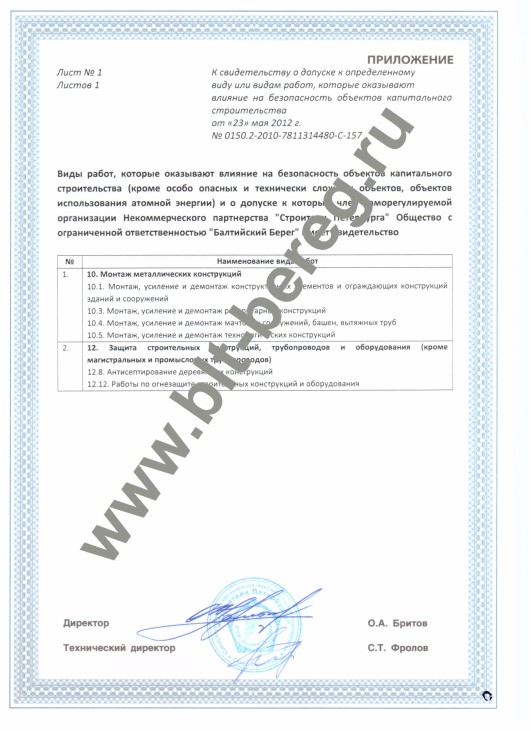 ПРИЛОЖЕНИЕ
Лист № 1
Листов 1
К свидетельству о допуске к определенному
виду или видам работ, которые оказывают
влияние на безопасность объектов капитального
строительства
от «23» мая 2012 г.
№ 0150.2-2010-7811314480-С-157
Виды работ, которые оказывают влияние на безопасность объектов капитального
строительства (кроме особо опасных и технически сложных объектов, объектов
использования атомной энергии) и о допуске к которым член саморегулируемой
организации Некоммерческого партнерства "Строители Петербурга" Общество с
ограниченной ответственностью "Балтийский Берег" имеет свидетельство
№ Наименование вида работ
1. 10. Монтаж металлических конструкций
10.1. Монтаж, усиление и демонтаж конструктивных элементов и ограждающих конструкций
зданий и сооружений
10.3. Монтаж, усиление и демонтаж резервуарных конструкций
10.4. Монтаж, усиление и демонтаж мачтовых сооружений, башен, вытяжных труб
10.5. Монтаж, усиление и демонтаж технологических конструкций
2. 12. Защита строительных конструкций, трубопроводов и оборудования (кроме
магистральных и промысловых трубопроводов)
12.8. Антисептирование деревянных конструкций
12.12. Работы по огнезащите строительных конструкций и оборудования
www.blt-bereg.ru
Директор О.А. Бритов
Технический директор С.Т. Фролов